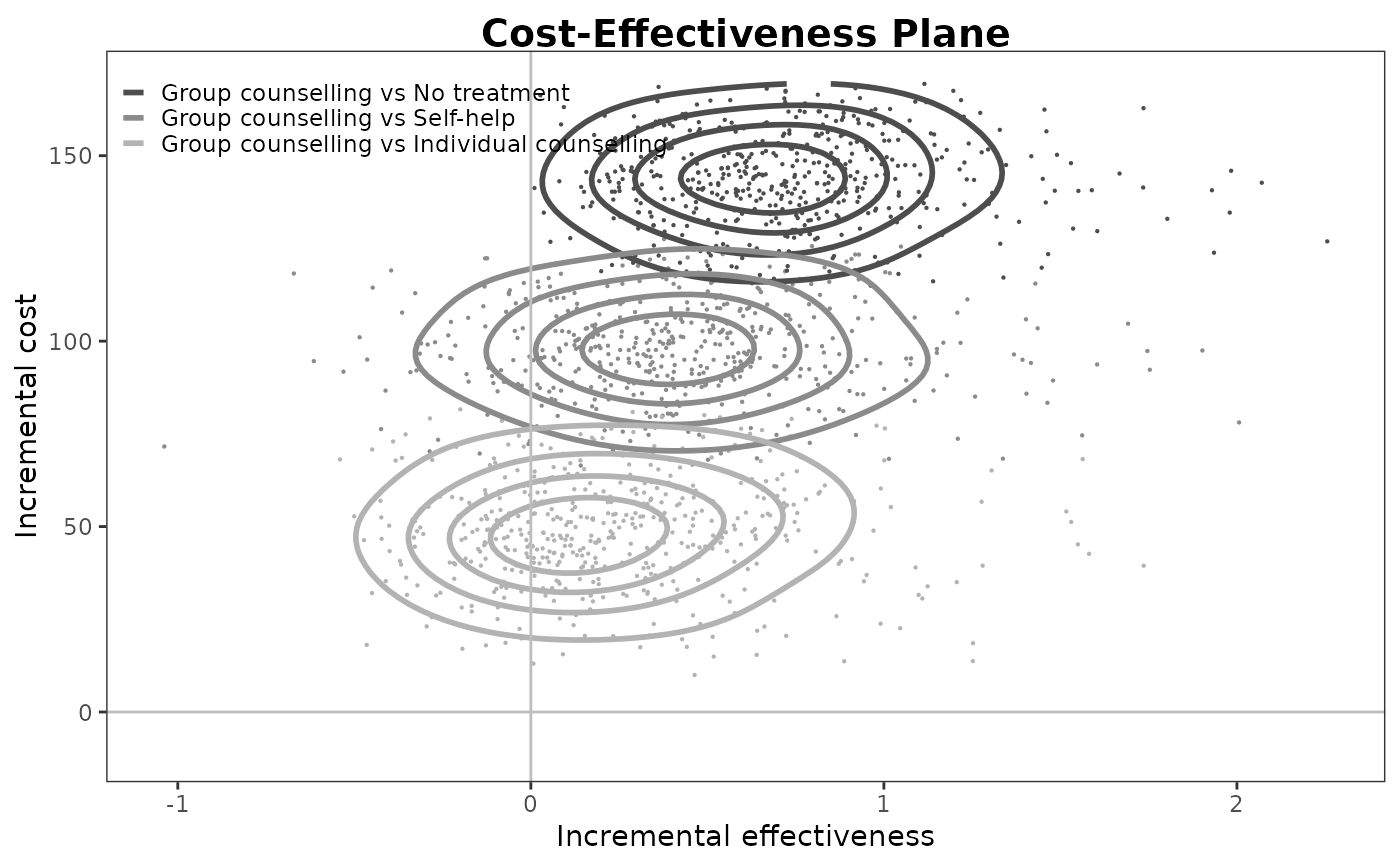 Cost-Effectiveness Plane
Group counselling vs No treatment
Group counselling vs Self-help
Group counselling vs Individual counselling
Incremental cost
150
100
50
0
-1
0
1
2
Incremental effectiveness